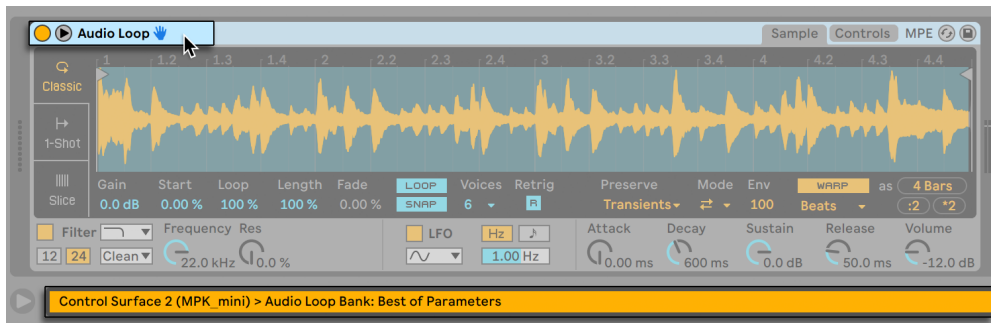 Audio Loop
Sample Controls MPE
1 1.2 1.3 1.4 2 2.2 2.3 2.4 3 3.2 3.3 3.4 4 4.2 4.3 4.4
Classic
1-Shot
Slice
Gain Start Loop Length Fade LOOP Voices Retrig Preserve Mode Env WARP as 4 Bars
0.0 dB 0.00 % 100 % 100 % 0.00 % SNAP 6 R Transients 100 Beats :2 *2
Filter Frequency Res LFO Hz Attack Decay Sustain Release Volume
12 24 Clean 22.0 kHz 0.0 % 1.00 Hz 0.00 ms 600 ms 0.0 dB 50.0 ms -12.0 dB
Control Surface 2 (MPK_mini) > Audio Loop Bank: Best of Parameters